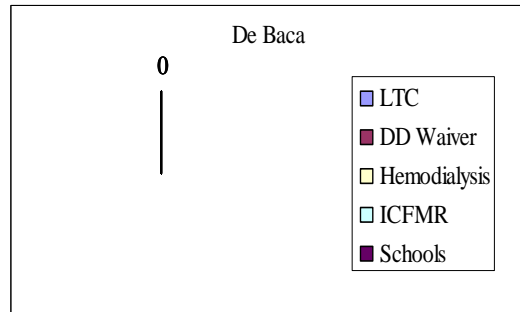 De Baca
0
LTC
DD Waiver
Hemodialysis
ICFMR
Schools